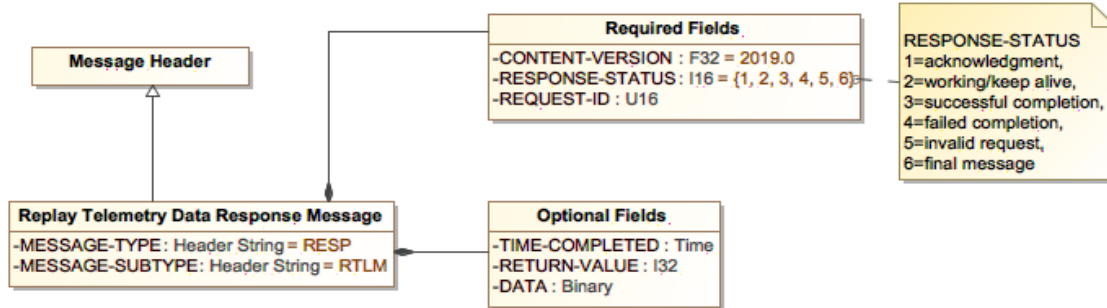 Message Header
Required Fields
-CONTENT-VERSION : F32 = 2019.0
-RESPONSE-STATUS: I16 = {1, 2, 3, 4, 5, 6}
-REQUEST-ID : U16
RESPONSE-STATUS
1=acknowledgment,
2=working/keep alive,
3=successful completion,
4=failed completion,
5=invalid request,
6=final message
Replay Telemetry Data Response Message
-MESSAGE-TYPE: Header String = RESP
-MESSAGE-SUBTYPE: Header String = RTLM
Optional Fields
-TIME-COMPLETED : Time
-RETURN-VALUE : I32
-DATA : Binary